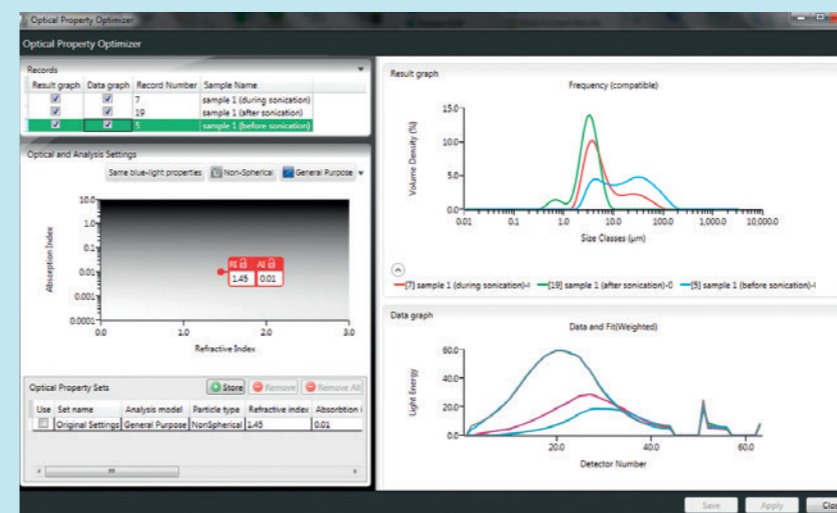 Optical Property Optimizer
Optical Property Optimizer
Records
Result graph Data graph Record Number Sample Name
7 sample 1 (during sonication)
19 sample 1 (after sonication)
5 sample 1 (before sonication)
Optical and Analysis Settings
Same blue-light properties Non-Spherical General Purpose
10.0
1.0
0.1
0.01
0.001
0.0001
Absorption Index
RI AI
1.45 0.01
0.0 1.0 2.0 3.0
Refractive Index
Optical Property Sets Store Remove Remove All
Use Set name Analysis model Particle type Refractive index Absorbtion i
Original Settings General Purpose NonSpherical 1.45 0.01
Result graph
Frequency (compatible)
15.0
10.0
5.0
0.0
Volume Density (%)
0.01 0.1 1.0 10.0 100.0 1,000.0 10,000.0
Size Classes (µm)
[7] sample 1 (during sonication)- [19] sample 1 (after sonication)- [5] sample 1 (before sonication)-
Data graph
Data and Fit(Weighted)
60.0
40.0
20.0
0.0
Light Energy
20.0 40.0 60.0
Detector Number
Save Apply Clo